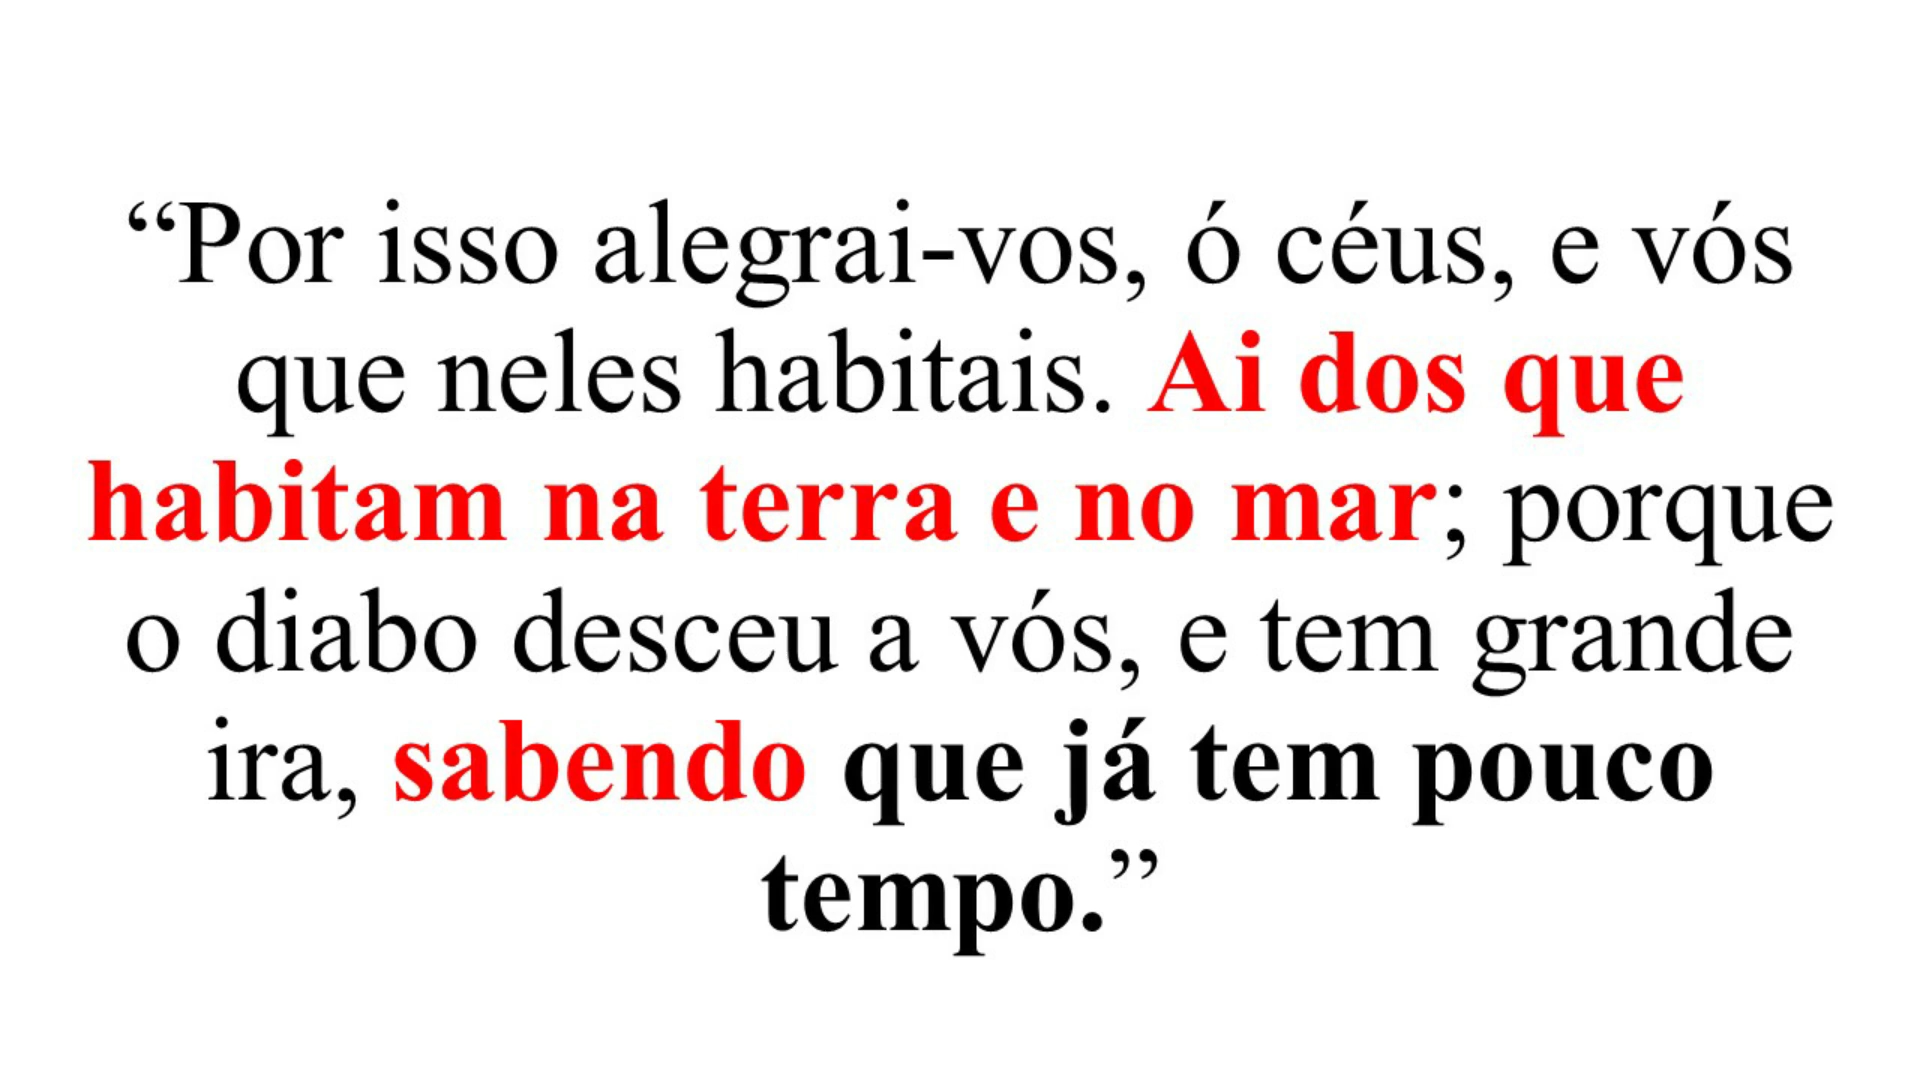 “Por isso alegrai-vos, ó céus, e vós
que neles habitais. Ai dos que
habitam na terra e no mar; porque
o diabo desceu a vós, e tem grande
ira, sabendo que já tem pouco
tempo.”